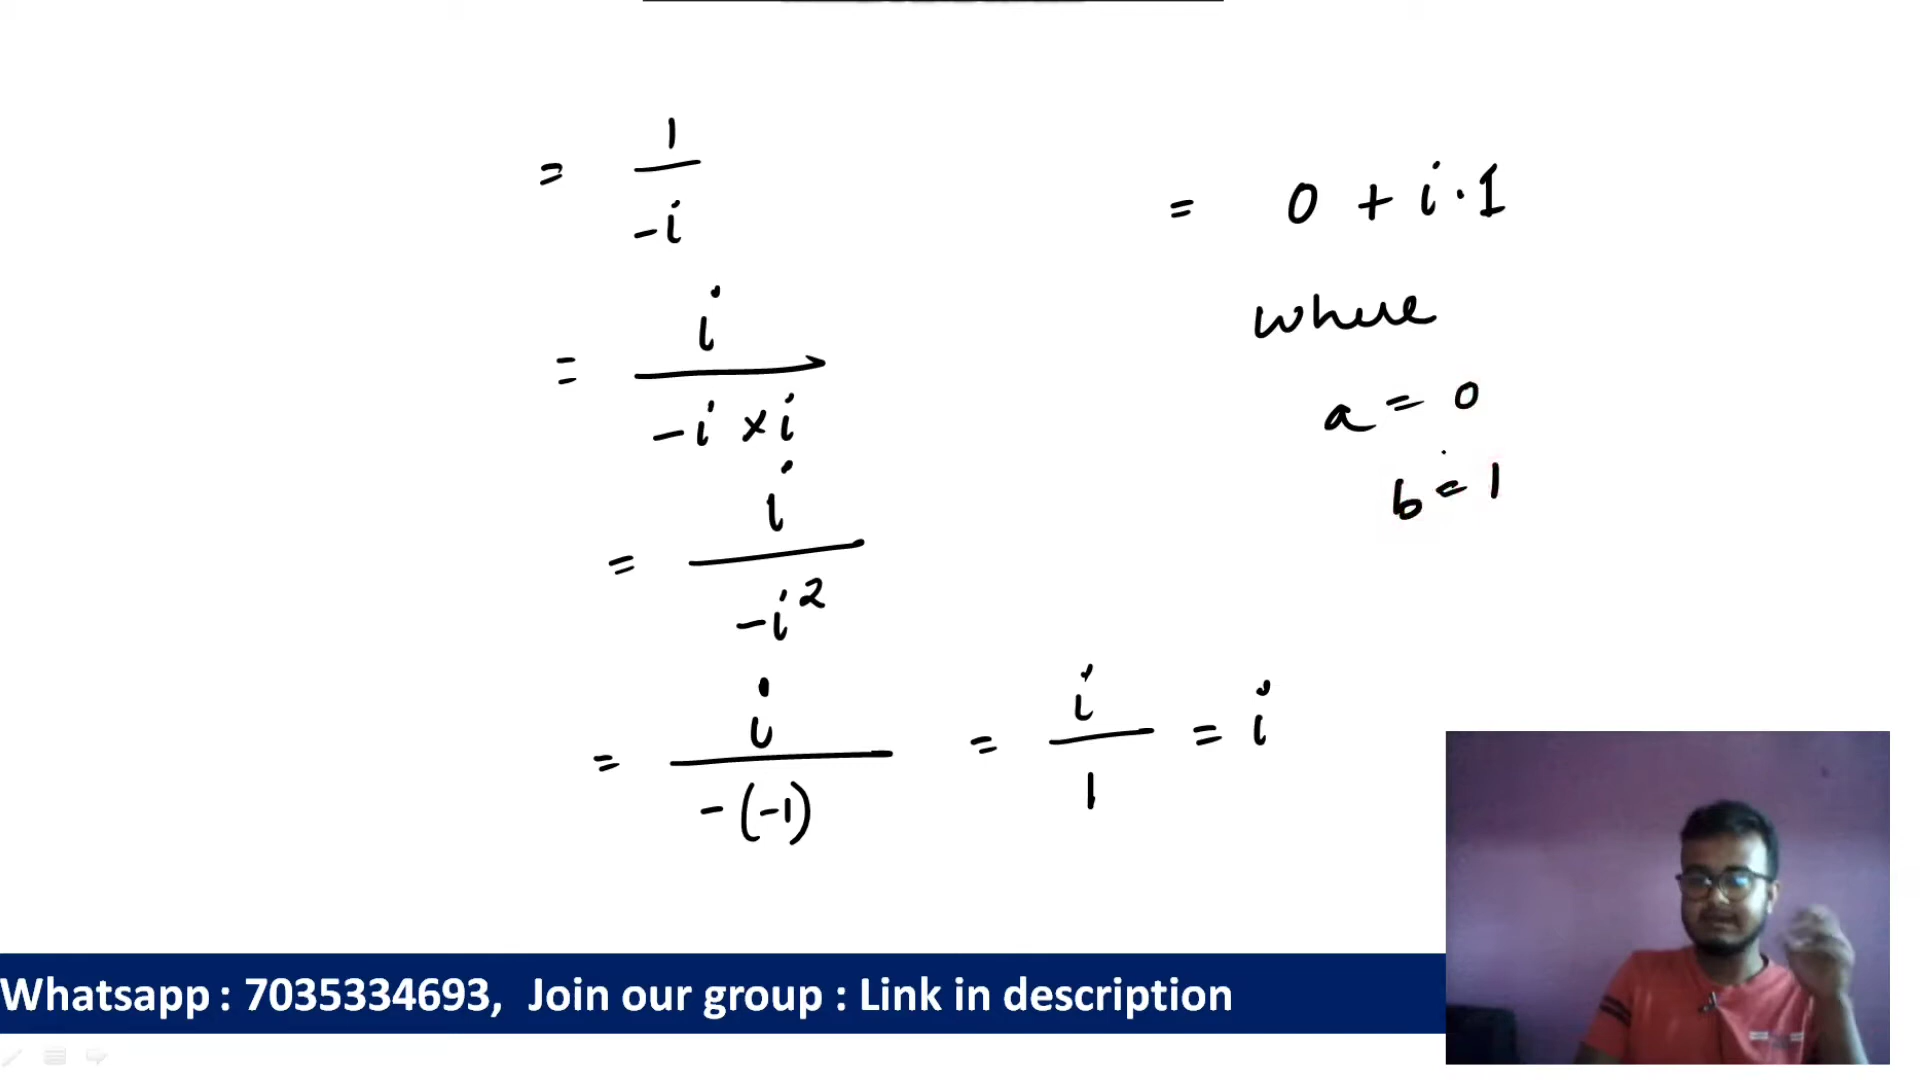 = 1 / -i
= i / -i × i
= i / -i²
= i / -(-1) = i / 1 = i
= 0 + i · 1
where
a = 0
b = 1
Whatsapp : 7035334693, Join our group : Link in description